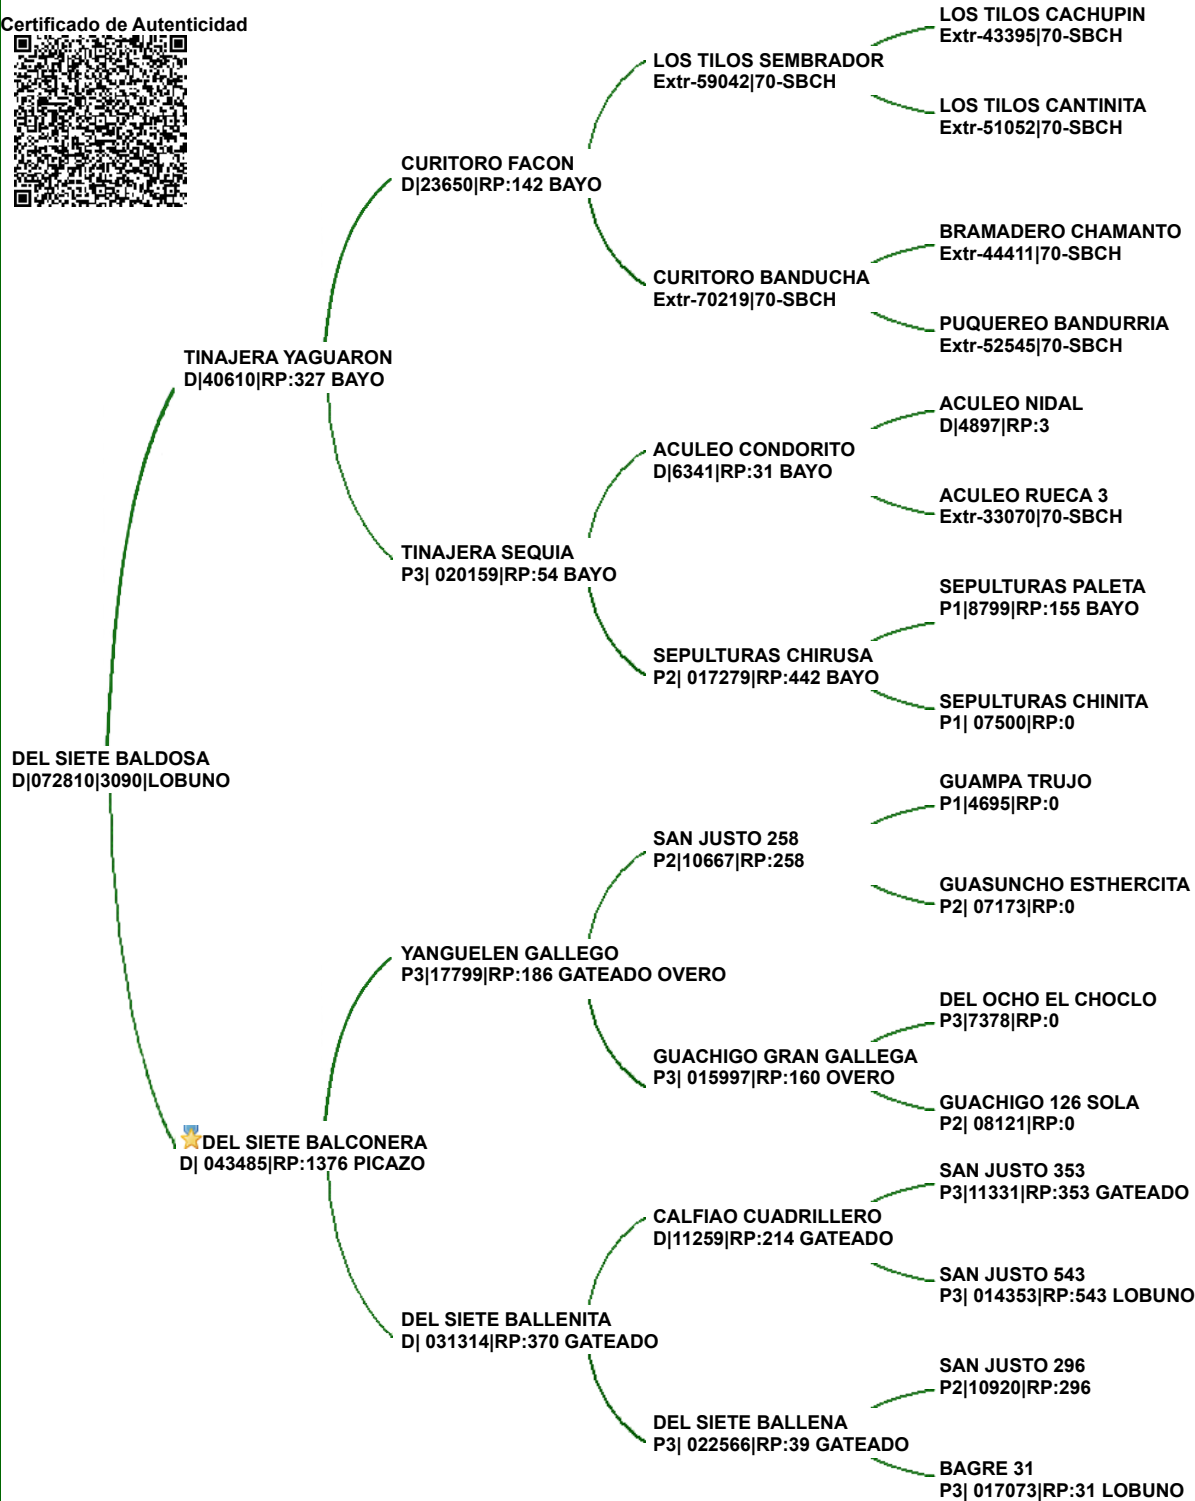 Certificado de Autenticidad
LOS TILOS CACHUPIN
Extr-43395|70-SBCH
LOS TILOS SEMBRADOR
Extr-59042|70-SBCH
LOS TILOS CANTINITA
Extr-51052|70-SBCH
CURITORO FACON
D|23650|RP:142 BAYO
BRAMADERO CHAMANTO
Extr-44411|70-SBCH
CURITORO BANDUCHA
Extr-70219|70-SBCH
PUQUEREO BANDURRIA
Extr-52545|70-SBCH
TINAJERA YAGUARON
D|40610|RP:327 BAYO
ACULEO NIDAL
D|4897|RP:3
ACULEO CONDORITO
D|6341|RP:31 BAYO
ACULEO RUECA 3
Extr-33070|70-SBCH
TINAJERA SEQUIA
P3| 020159|RP:54 BAYO
SEPULTURAS PALETA
P1|8799|RP:155 BAYO
SEPULTURAS CHIRUSA
P2| 017279|RP:442 BAYO
SEPULTURAS CHINITA
P1| 07500|RP:0
DEL SIETE BALDOSA
D|072810|3090|LOBUNO
GUAMPA TRUJO
P1|4695|RP:0
SAN JUSTO 258
P2|10667|RP:258
GUASUNCHO ESTHERCITA
P2| 07173|RP:0
YANGUELEN GALLEGO
P3|17799|RP:186 GATEADO OVERO
DEL OCHO EL CHOCLO
P3|7378|RP:0
GUACHIGO GRAN GALLEGA
P3| 015997|RP:160 OVERO
GUACHIGO 126 SOLA
P2| 08121|RP:0
DEL SIETE BALCONERA
D| 043485|RP:1376 PICAZO
SAN JUSTO 353
P3|11331|RP:353 GATEADO
CALFIAO CUADRILLERO
D|11259|RP:214 GATEADO
SAN JUSTO 543
P3| 014353|RP:543 LOBUNO
DEL SIETE BALLENITA
D| 031314|RP:370 GATEADO
SAN JUSTO 296
P2|10920|RP:296
DEL SIETE BALLENA
P3| 022566|RP:39 GATEADO
BAGRE 31
P3| 017073|RP:31 LOBUNO